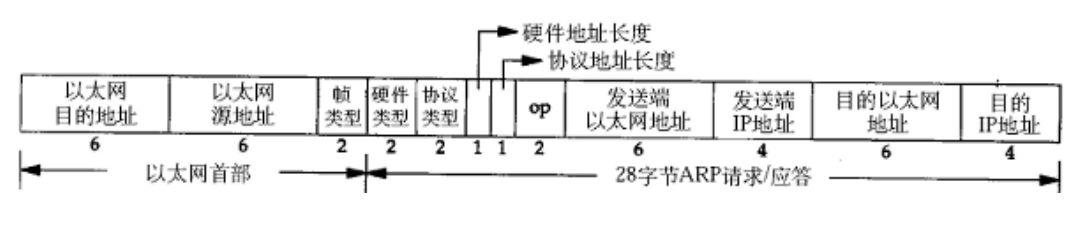 硬件地址长度
协议地址长度
以太网
目的地址
以太网
源地址
帧
类型
硬件
类型
协议
类型
op
发送端
以太网地址
发送端
IP地址
目的以太网
地址
目的
IP地址
6 6 2 2 2 1 1 2 6 4 6 4
以太网首部
28字节ARP请求/应答